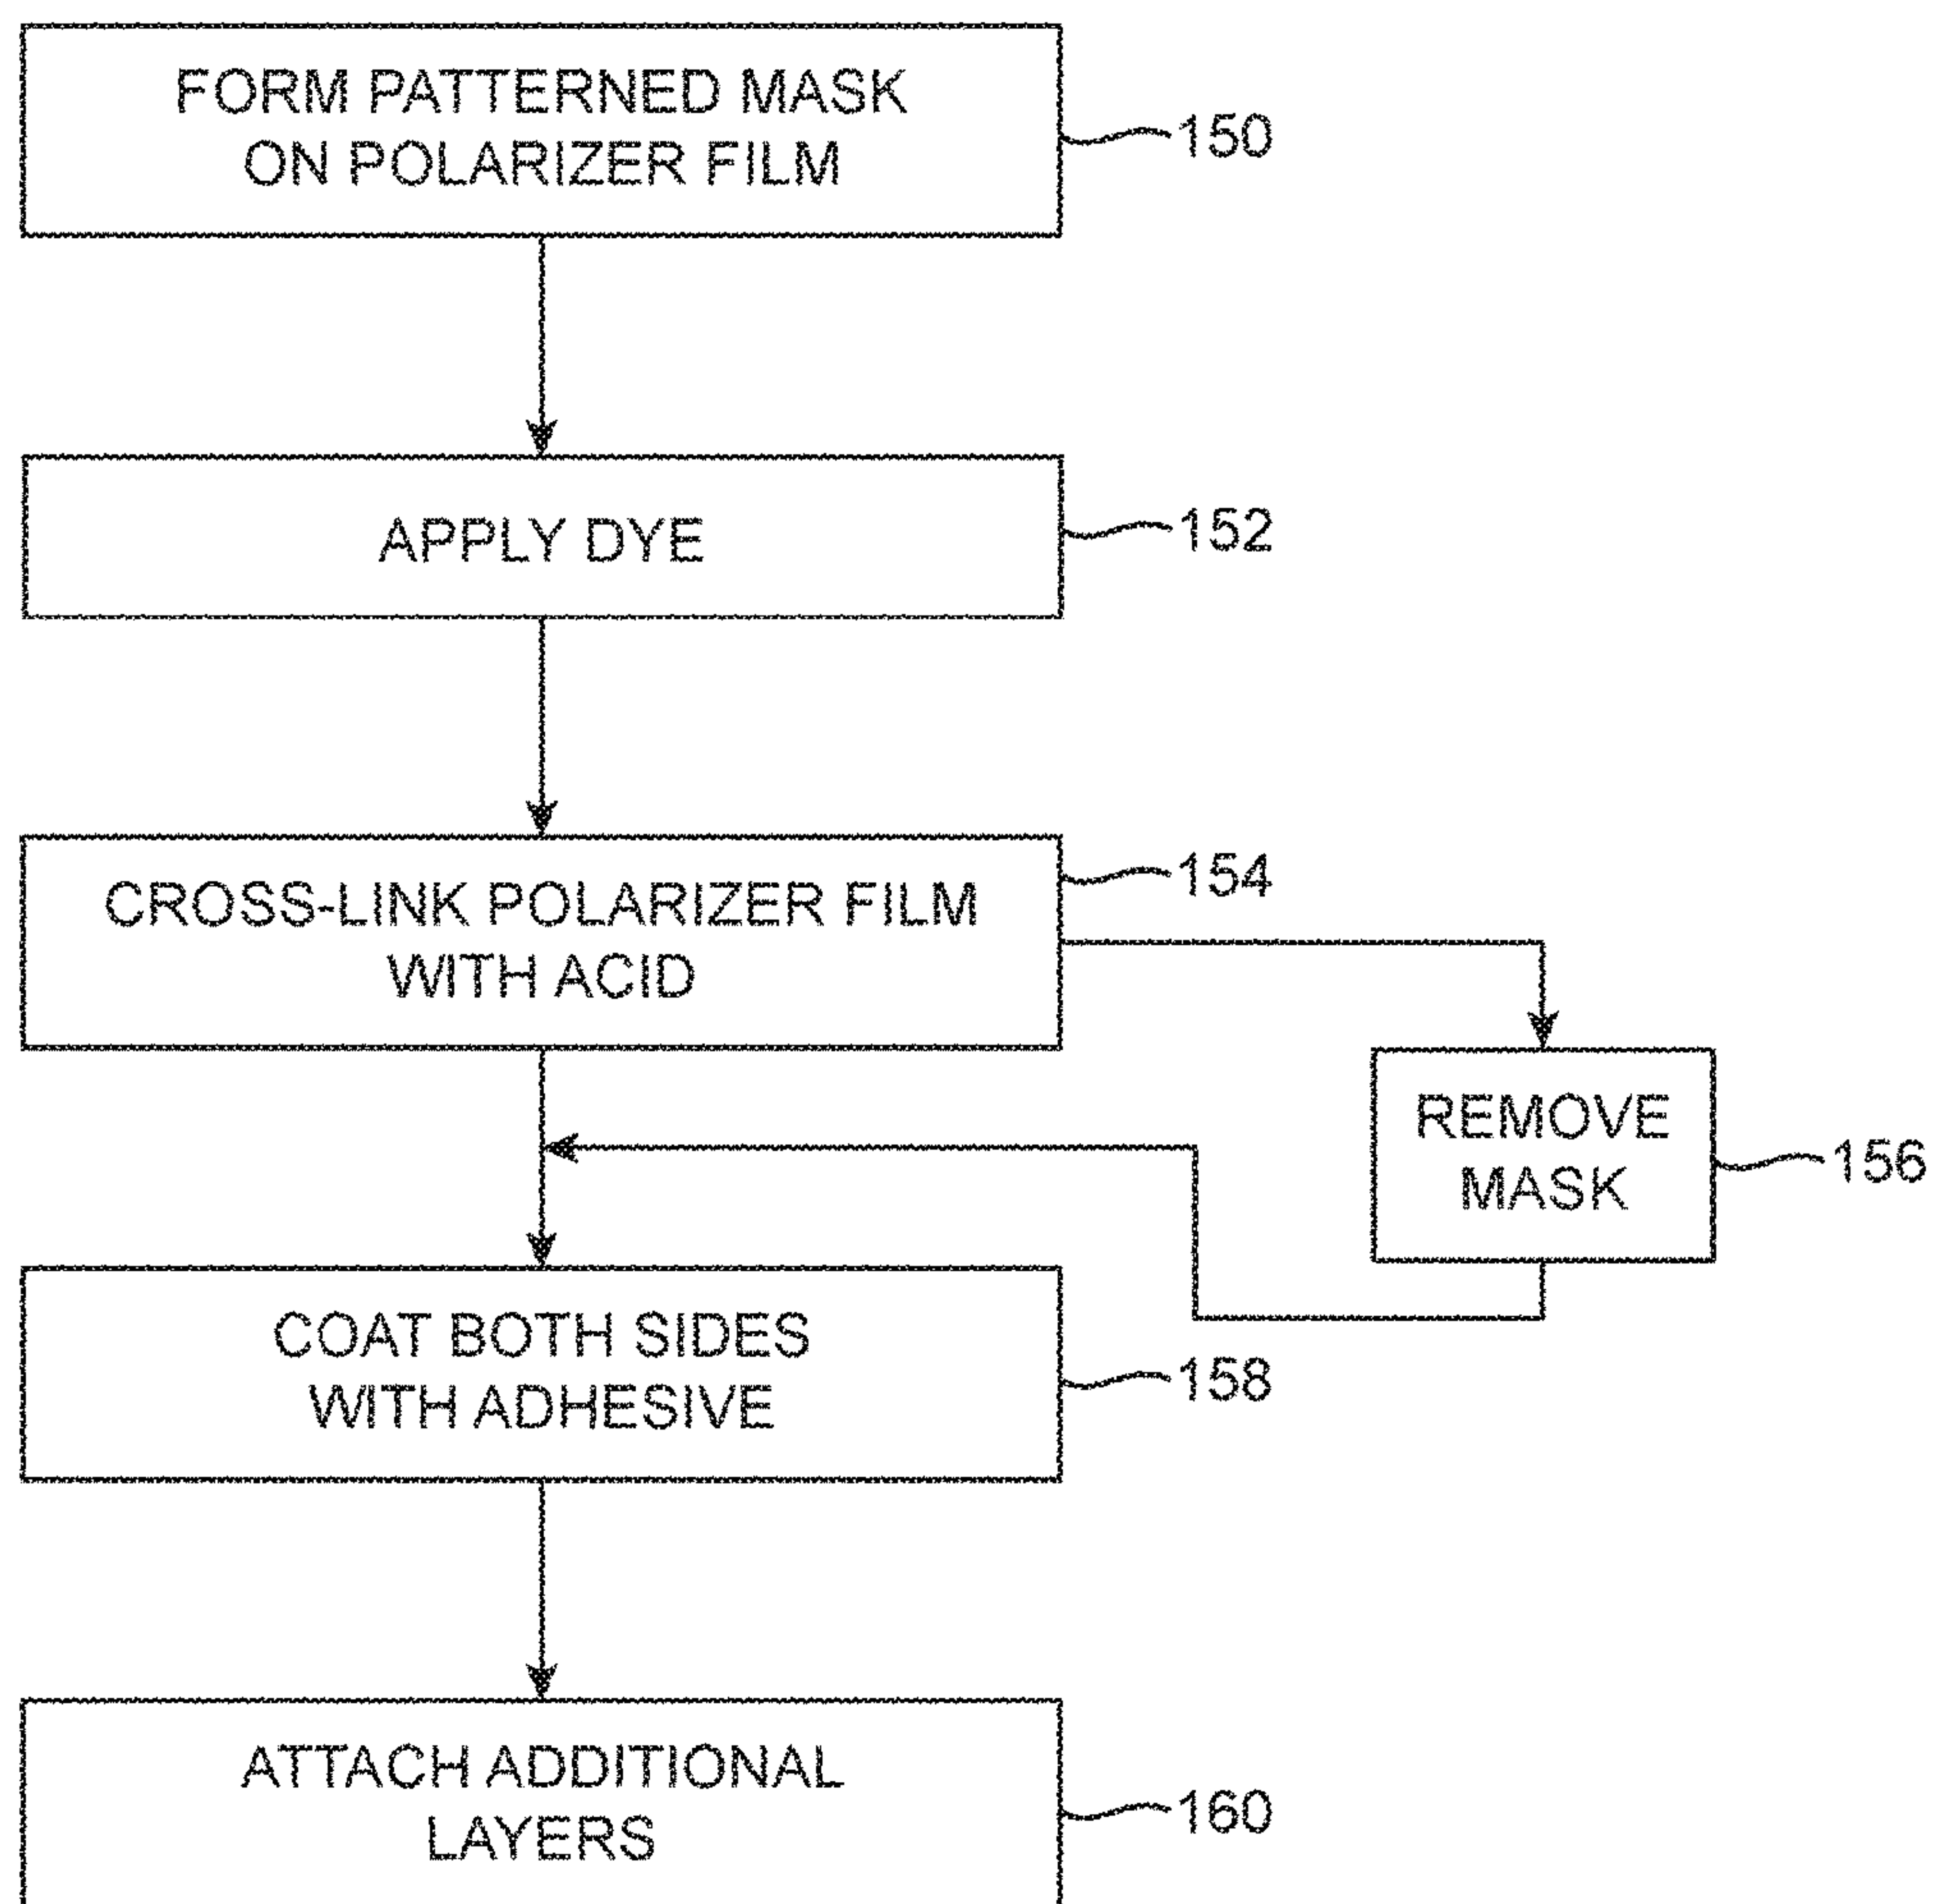 FORM PATTERNED MASK
ON POLARIZER FILM
150
APPLY DYE
152
CROSS-LINK POLARIZER FILM
WITH ACID
154
REMOVE
MASK
156
COAT BOTH SIDES
WITH ADHESIVE
158
ATTACH ADDITIONAL
LAYERS
160